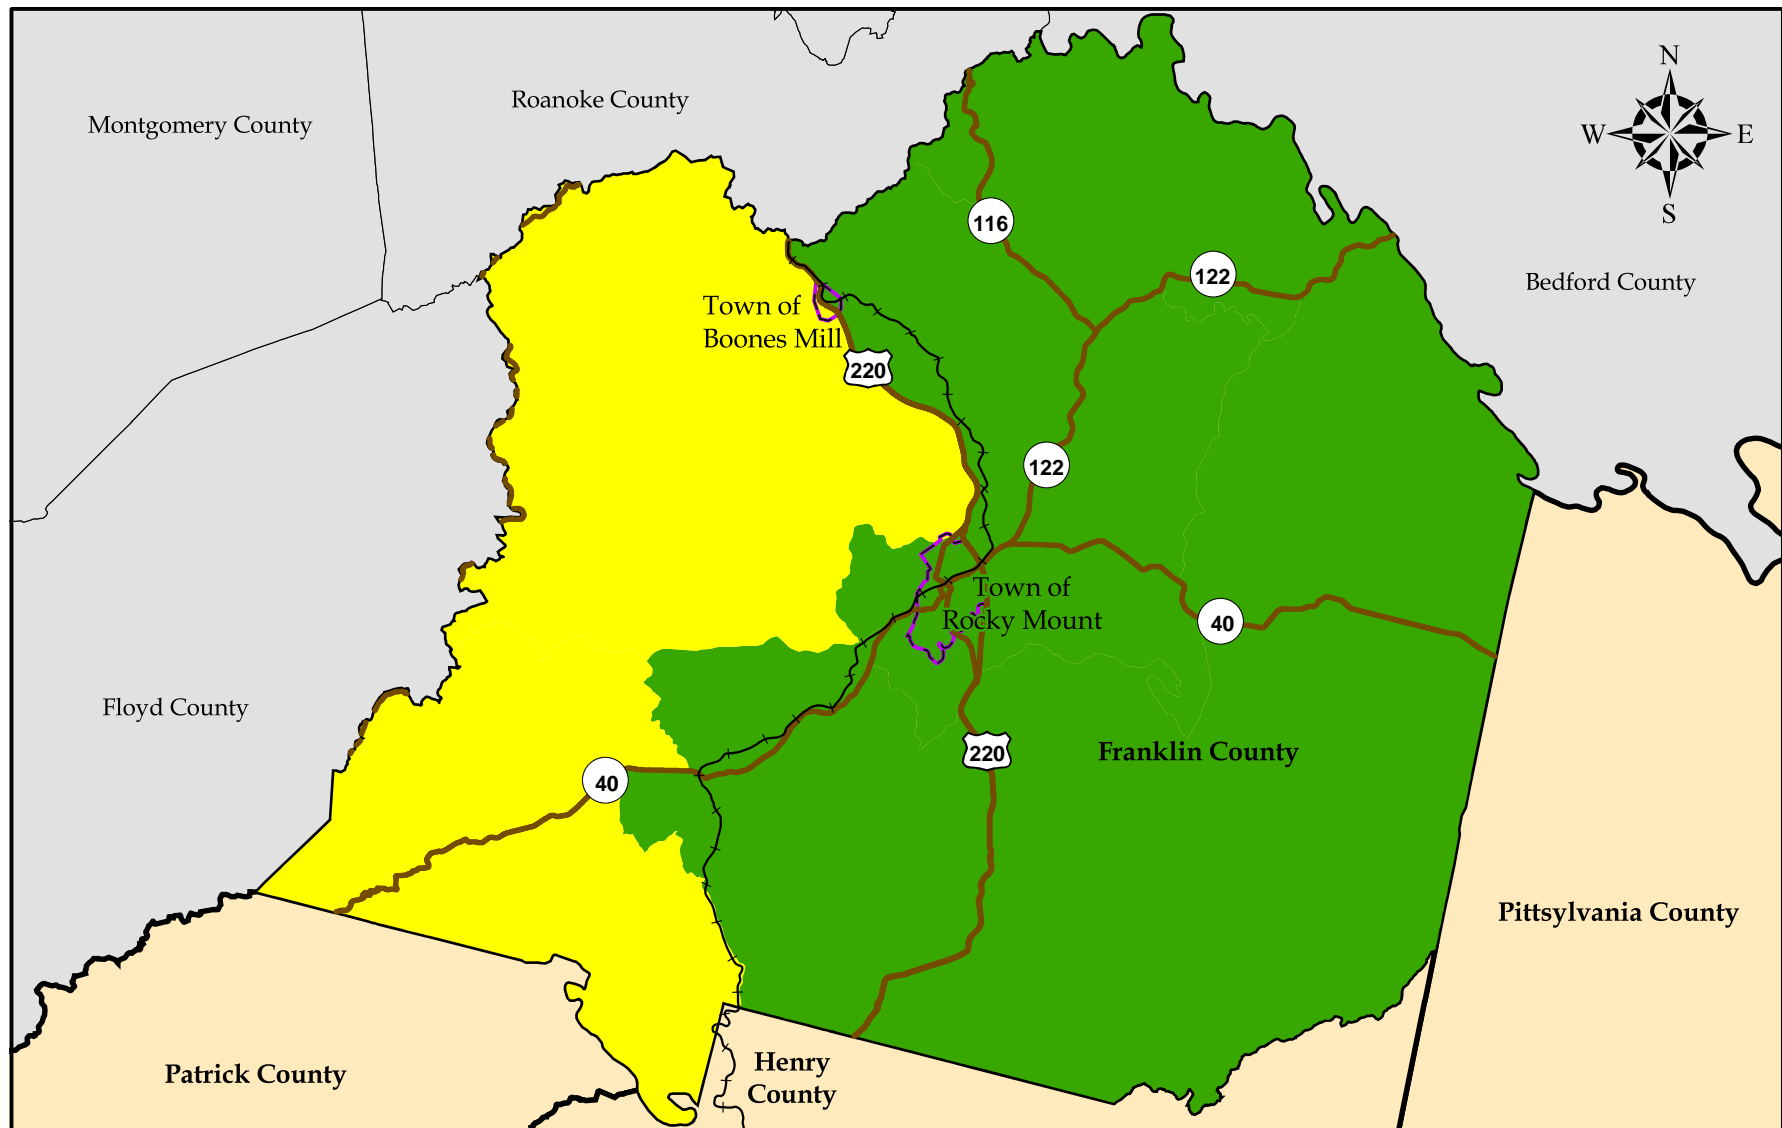 N
Roanoke County
Montgomery County
W
E
S
116
122
Bedford County
Town of
Boones Mill
220
122
Town of
Rocky Mount
40
Floyd County
220
Franklin County
40
Pittsylvania County
Patrick County
Henry
County